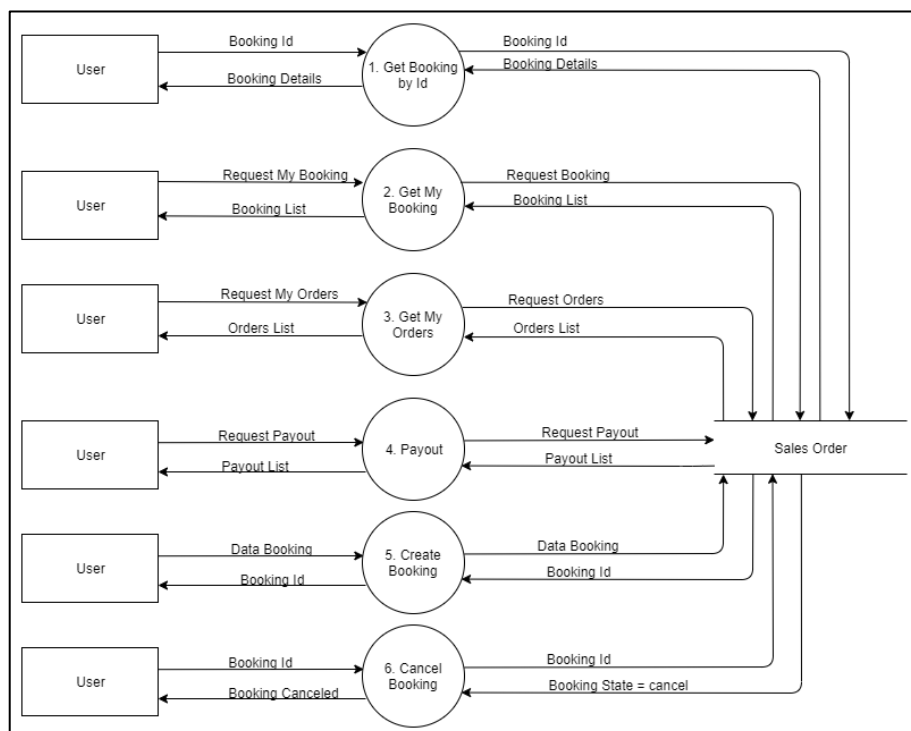 Booking Id
Booking Id
User
1. Get Booking
by Id
Booking Details
Booking Details
Request My Booking
Request Booking
User
2. Get My
Booking
Booking List
Booking List
Request My Orders
Request Orders
User
3. Get My
Orders
Orders List
Orders List
Request Payout
Request Payout
User
4. Payout
Sales Order
Payout List
Payout List
Data Booking
Data Booking
User
5. Create
Booking
Booking Id
Booking Id
Booking Id
Booking Id
User
6. Cancel
Booking
Booking Canceled
Booking State = cancel